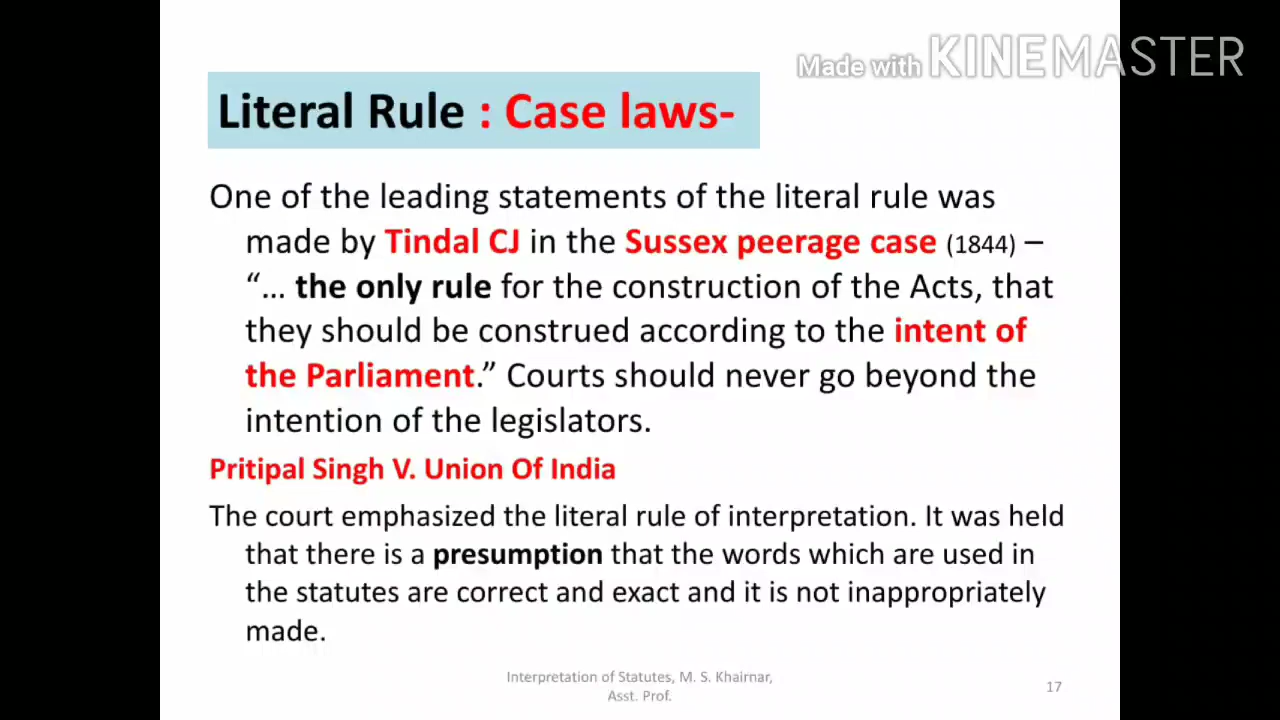 Made with KINEMASTER
Literal Rule : Case laws-
One of the leading statements of the literal rule was
made by Tindal CJ in the Sussex peerage case (1844) –
“… the only rule for the construction of the Acts, that
they should be construed according to the intent of
the Parliament.” Courts should never go beyond the
intention of the legislators.
Pritipal Singh V. Union Of India
The court emphasized the literal rule of interpretation. It was held
that there is a presumption that the words which are used in
the statutes are correct and exact and it is not inappropriately
made.
Interpretation of Statutes, M. S. Khairnar,
Asst. Prof.
17